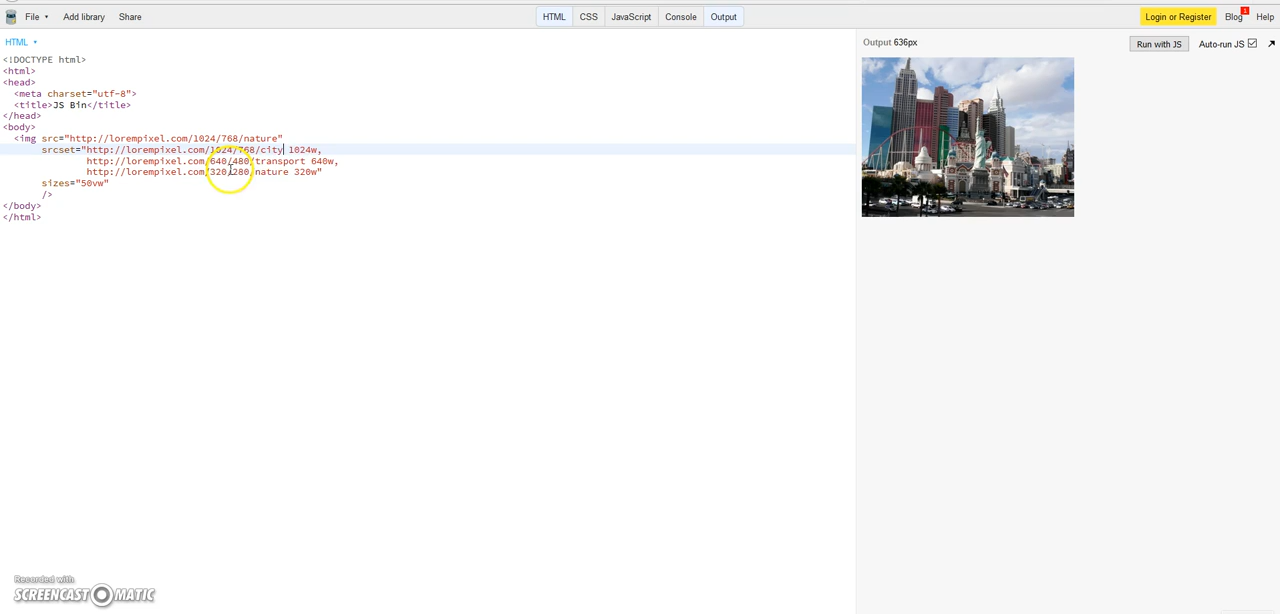 File Add library Share HTML CSS JavaScript Console Output Login or Register Blog 1 Help
HTML Output 636px Run with JS Auto-run JS
<!DOCTYPE html>
<html>
<head>
<meta charset="utf-8">
<title>JS Bin</title>
</head>
<body>
<img src="http://lorempixel.com/1024/768/nature"
srcset="http://lorempixel.com/1024/768/city 1024w,
http://lorempixel.com/640/480/transport 640w,
http://lorempixel.com/320/280/nature 320w"
sizes="50vw"
/>
</body>
</html>
Recorded with
SCREENCAST MATIC